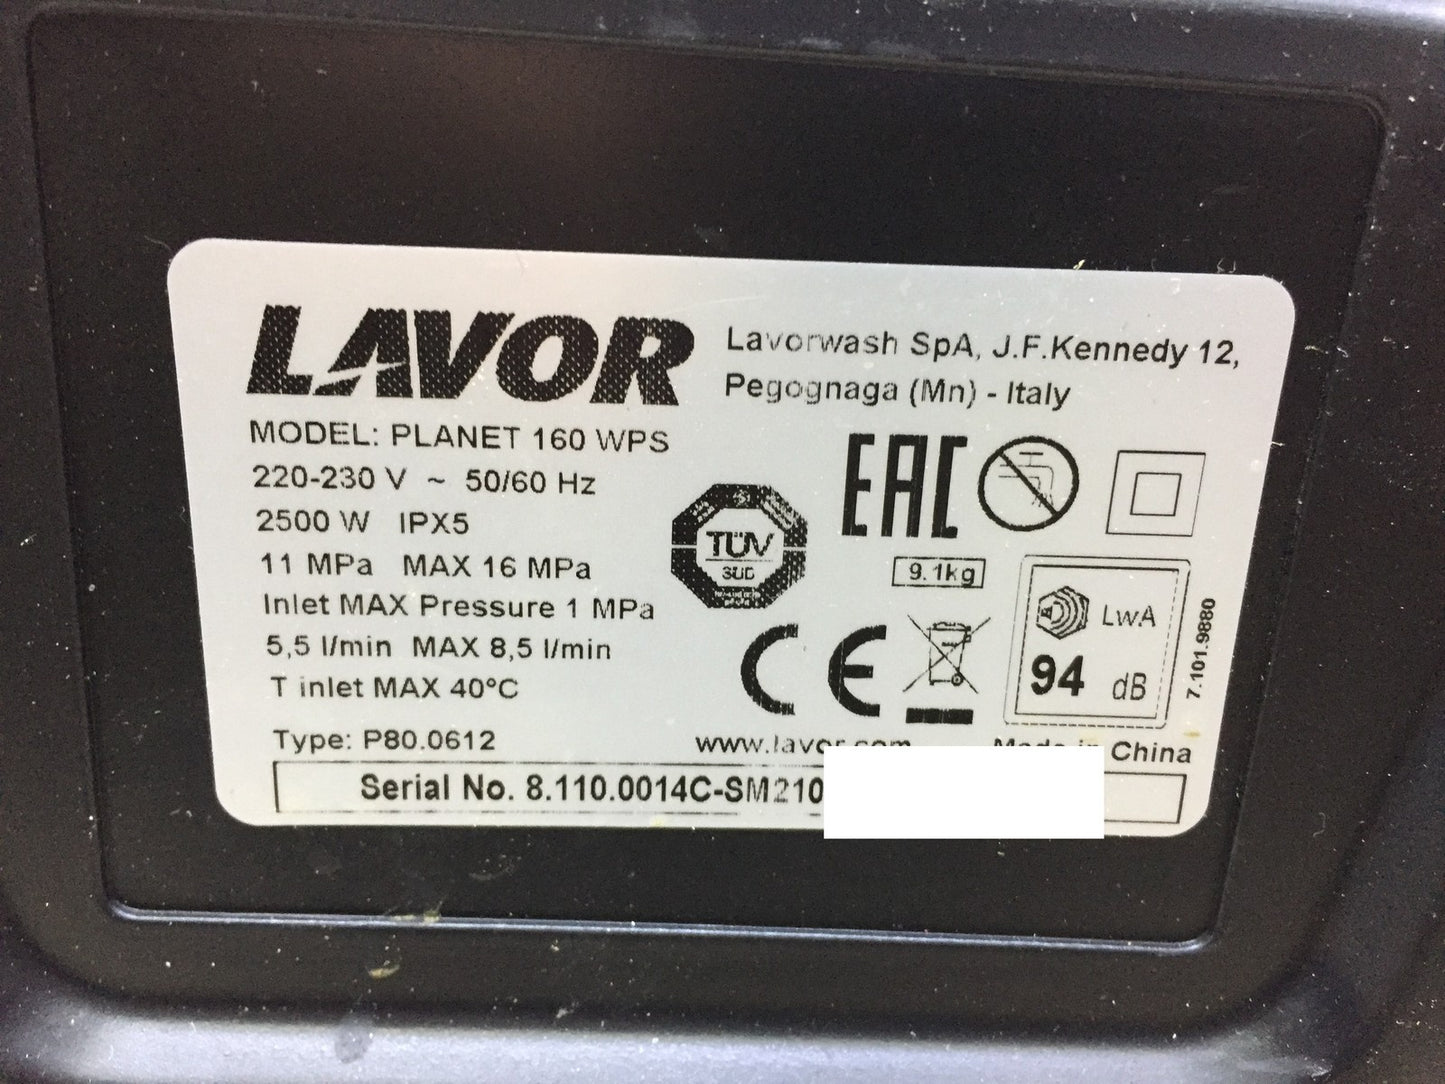 LAVOR
Lavorwash SpA, J.F.Kennedy 12,
Pegognaga (Mn) - Italy
MODEL: PLANET 160 WPS
220-230 V ~ 50/60 Hz
2500 W IPX5
11 MPa MAX 16 MPa
Inlet MAX Pressure 1 MPa
5,5 l/min MAX 8,5 l/min
T inlet MAX 40°C
Type: P80.0612
TÜV
SÜD
EAC
9.1kg
CE
LwA
94 dB
7.101.9880
www.lavor.com
Made in China
Serial No. 8.110.0014C-SM210